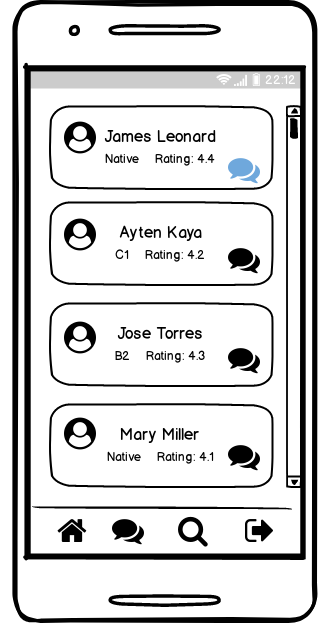 22:12
James Leonard
Native Rating: 4.4
Ayten Kaya
C1 Rating: 4.2
Jose Torres
B2 Rating: 4.3
Mary Miller
Native Rating: 4.1